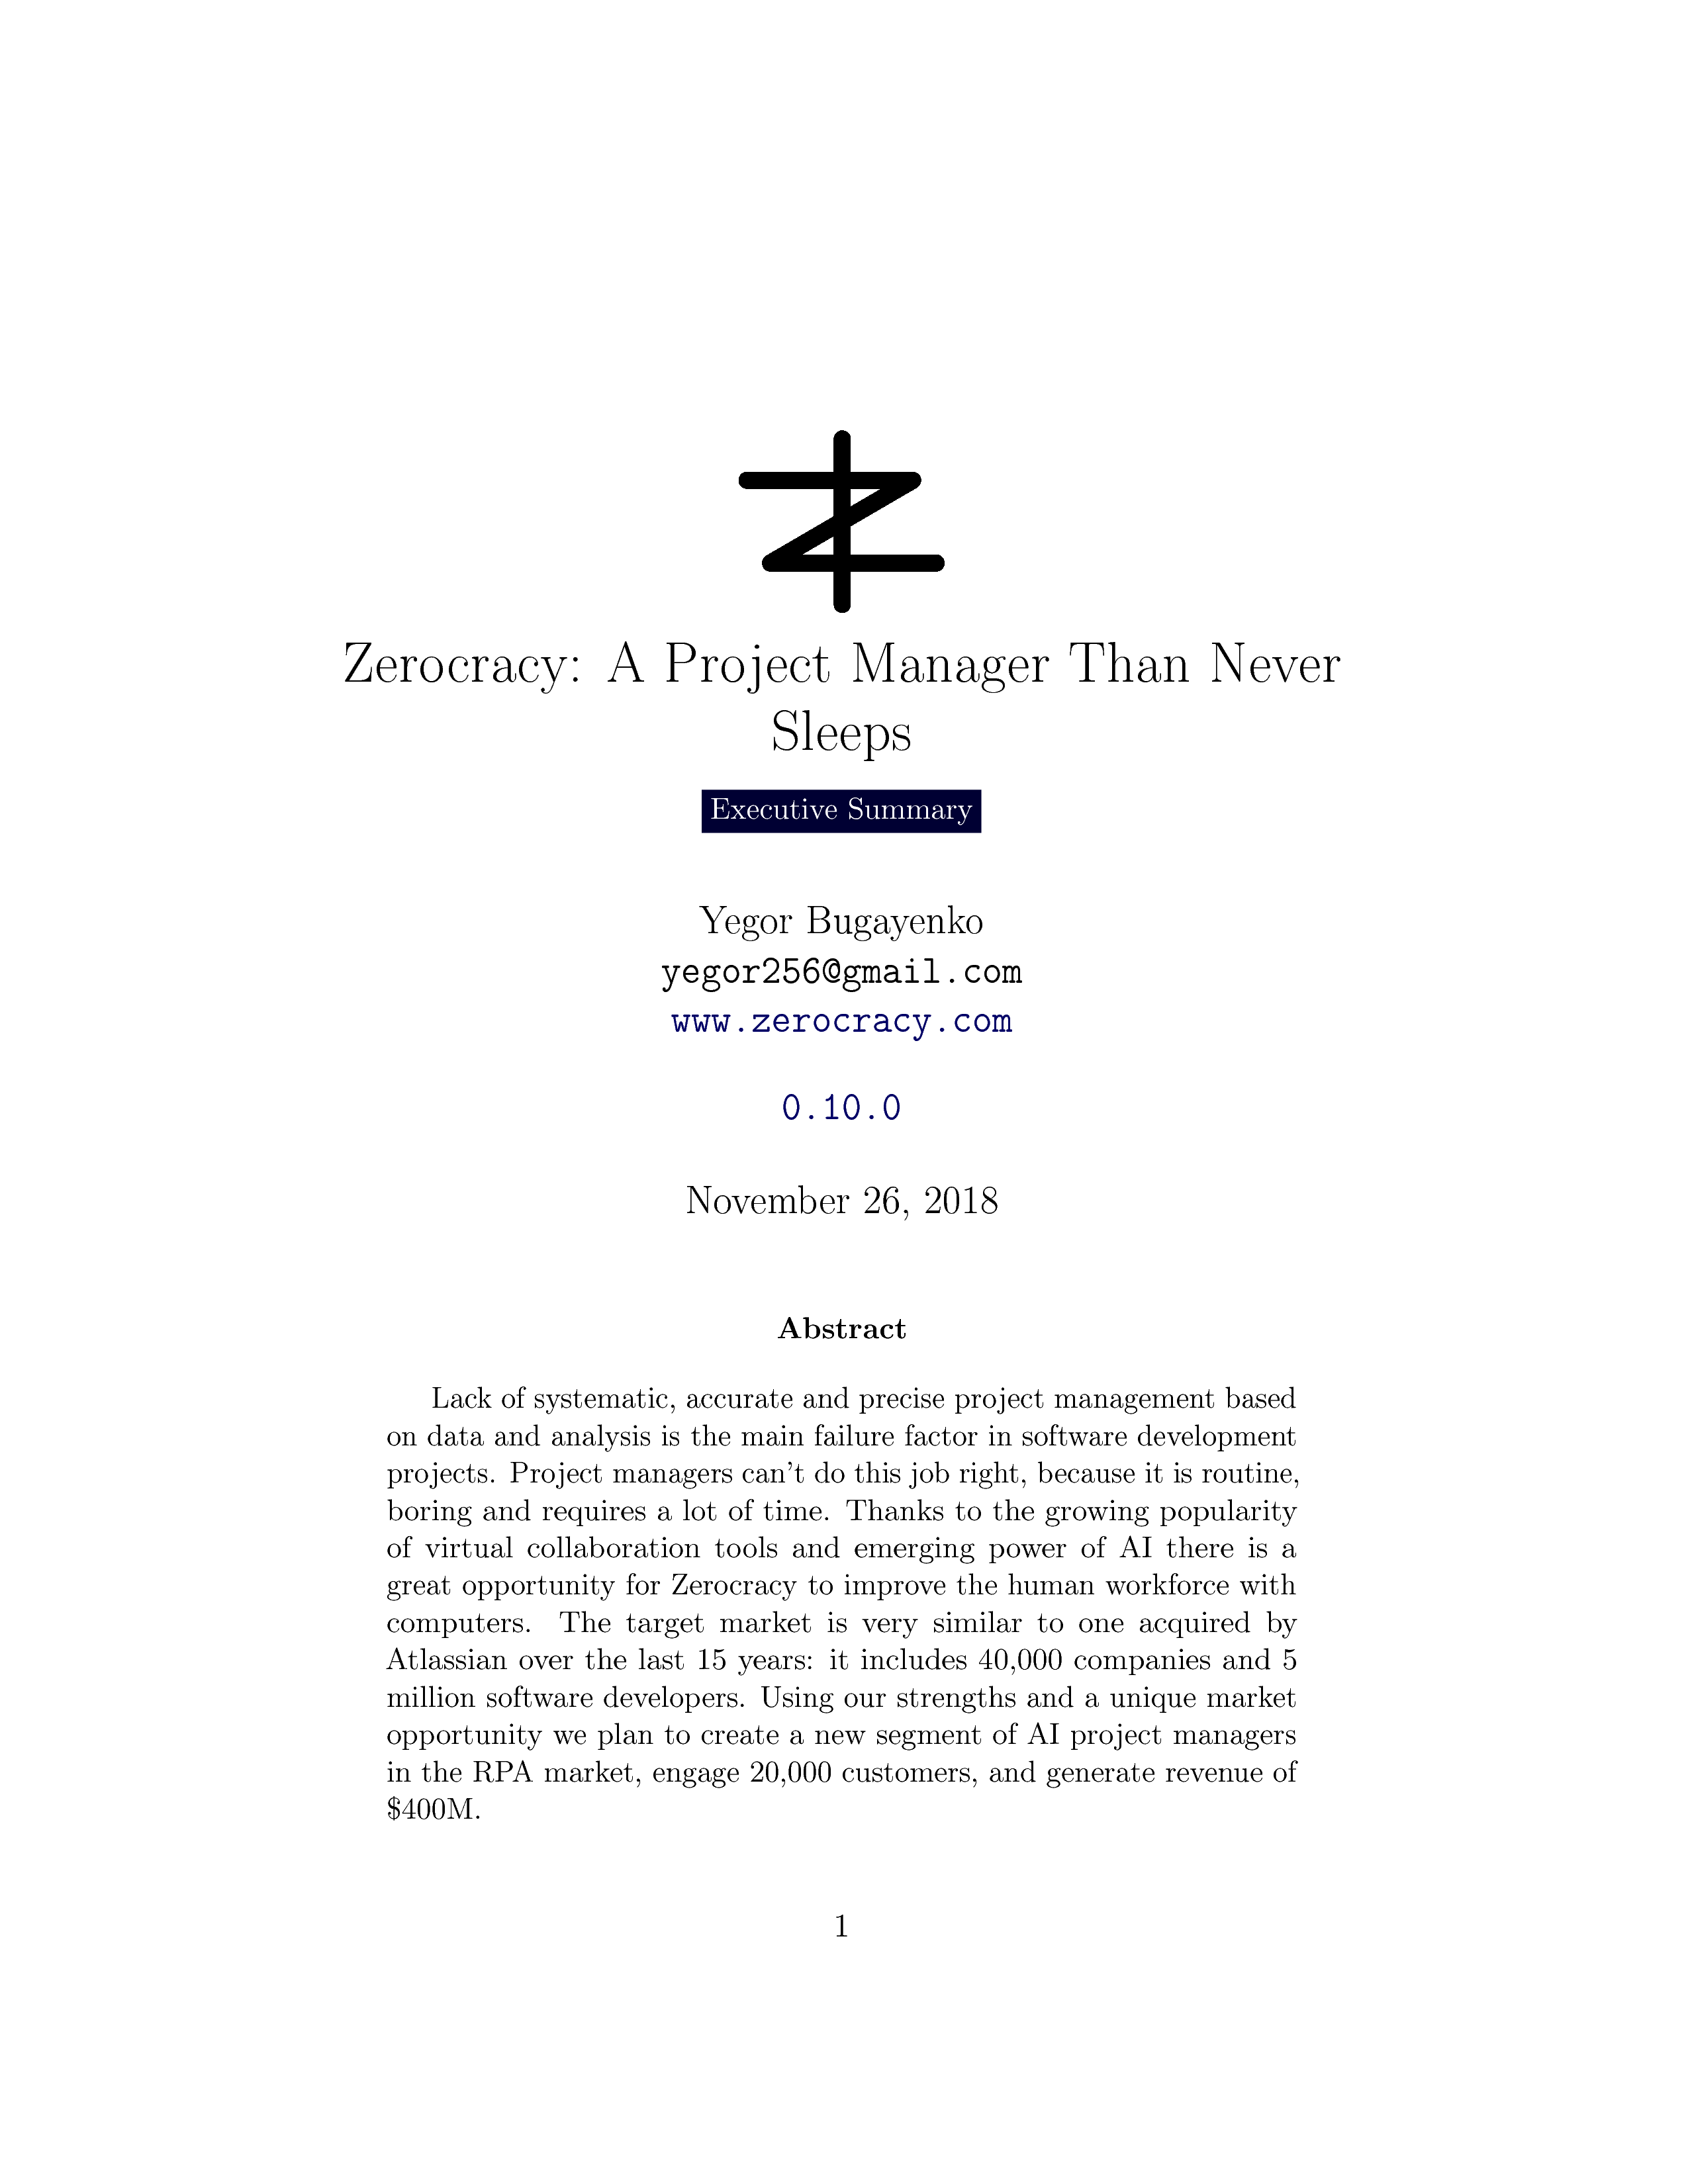 Zerocracy: A Project Manager Than Never
Sleeps
Executive Summary
Yegor Bugayenko
yegor256@gmail.com
www.zerocracy.com
0.10.0
November 26, 2018
Abstract
Lack of systematic, accurate and precise project management based
on data and analysis is the main failure factor in software development
projects. Project managers can't do this job right, because it is routine,
boring and requires a lot of time. Thanks to the growing popularity
of virtual collaboration tools and emerging power of AI there is a
great opportunity for Zerocracy to improve the human workforce with
computers. The target market is very similar to one acquired by
Atlassian over the last 15 years: it includes 40,000 companies and 5
million software developers. Using our strengths and a unique market
opportunity we plan to create a new segment of AI project managers
in the RPA market, engage 20,000 customers, and generate revenue of
$400M.
1